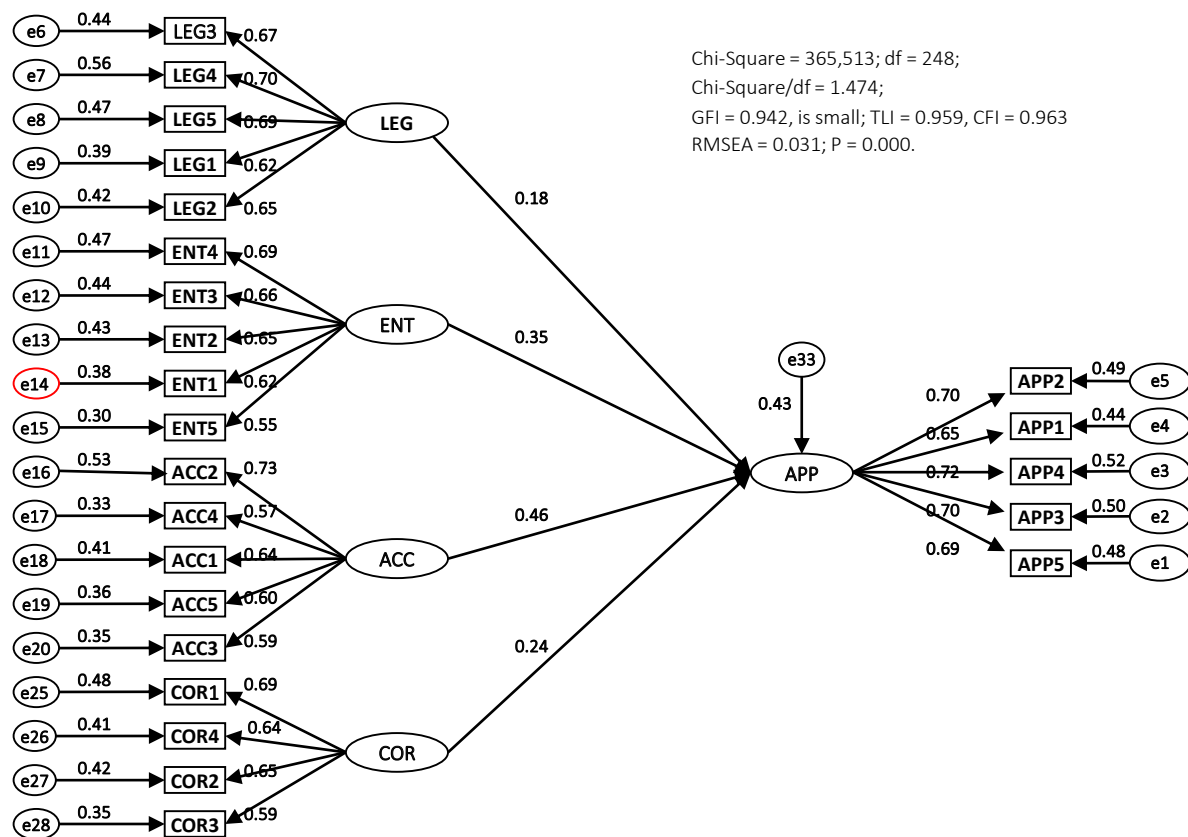 Chi-Square = 365,513; df = 248;
Chi-Square/df = 1.474;
GFI = 0.942, is small; TLI = 0.959, CFI = 0.963
RMSEA = 0.031; P = 0.000.
e6 0.44 LEG3 0.67
e7 0.56 LEG4 0.70
e8 0.47 LEG5 0.69
e9 0.39 LEG1 0.62
e10 0.42 LEG2 0.65
LEG
0.18
e11 0.47 ENT4 0.69
e12 0.44 ENT3 0.66
e13 0.43 ENT2 0.65
e14 0.38 ENT1 0.62
e15 0.30 ENT5 0.55
ENT
0.35
e16 0.53 ACC2 0.73
e17 0.33 ACC4 0.57
e18 0.41 ACC1 0.64
e19 0.36 ACC5 0.60
e20 0.35 ACC3 0.59
ACC
0.46
e25 0.48 COR1 0.69
e26 0.41 COR4 0.64
e27 0.42 COR2 0.65
e28 0.35 COR3 0.59
COR
0.24
e33
0.43
APP
0.70 APP2 0.49 e5
0.65 APP1 0.44 e4
0.72 APP4 0.52 e3
0.70 APP3 0.50 e2
0.69 APP5 0.48 e1